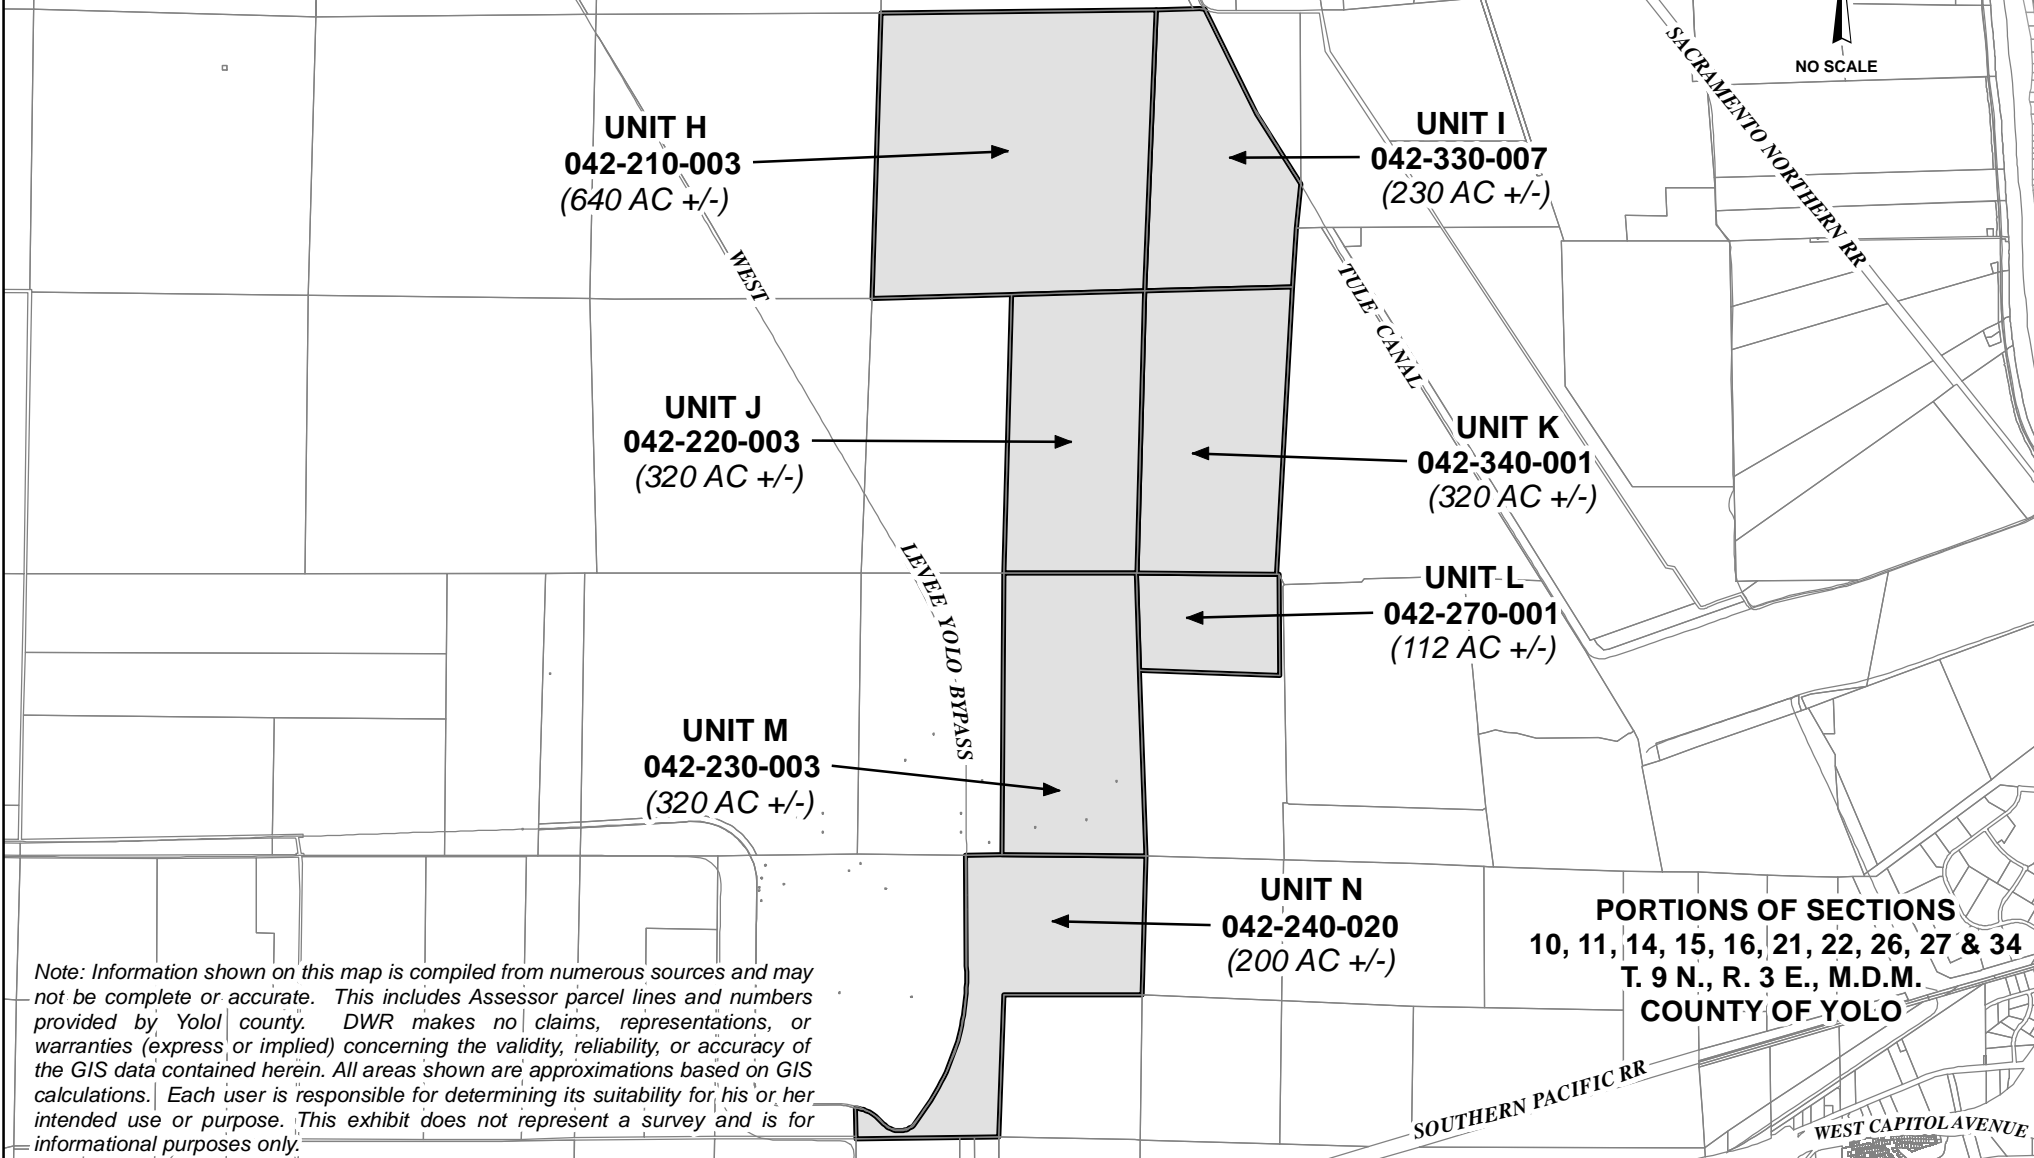 NO SCALE
SACRAMENTO NORTHERN RR
UNIT H
042-210-003
(640 AC +/-)
UNIT I
042-330-007
(230 AC +/-)
WEST
TULE CANAL
UNIT J
042-220-003
(320 AC +/-)
UNIT K
042-340-001
(320 AC +/-)
LEVEE YOLO BYPASS
UNIT L
042-270-001
(112 AC +/-)
UNIT M
042-230-003
(320 AC +/-)
UNIT N
042-240-020
(200 AC +/-)
PORTIONS OF SECTIONS
10, 11, 14, 15, 16, 21, 22, 26, 27 & 34
T. 9 N., R. 3 E., M.D.M.
COUNTY OF YOLO
Note: Information shown on this map is compiled from numerous sources and may
not be complete or accurate. This includes Assessor parcel lines and numbers
provided by Yolol county. DWR makes no claims, representations, or
warranties (express or implied) concerning the validity, reliability, or accuracy of
the GIS data contained herein. All areas shown are approximations based on GIS
calculations. Each user is responsible for determining its suitability for his or her
intended use or purpose. This exhibit does not represent a survey and is for
informational purposes only.
SOUTHERN PACIFIC RR
WEST CAPITOL AVENUE